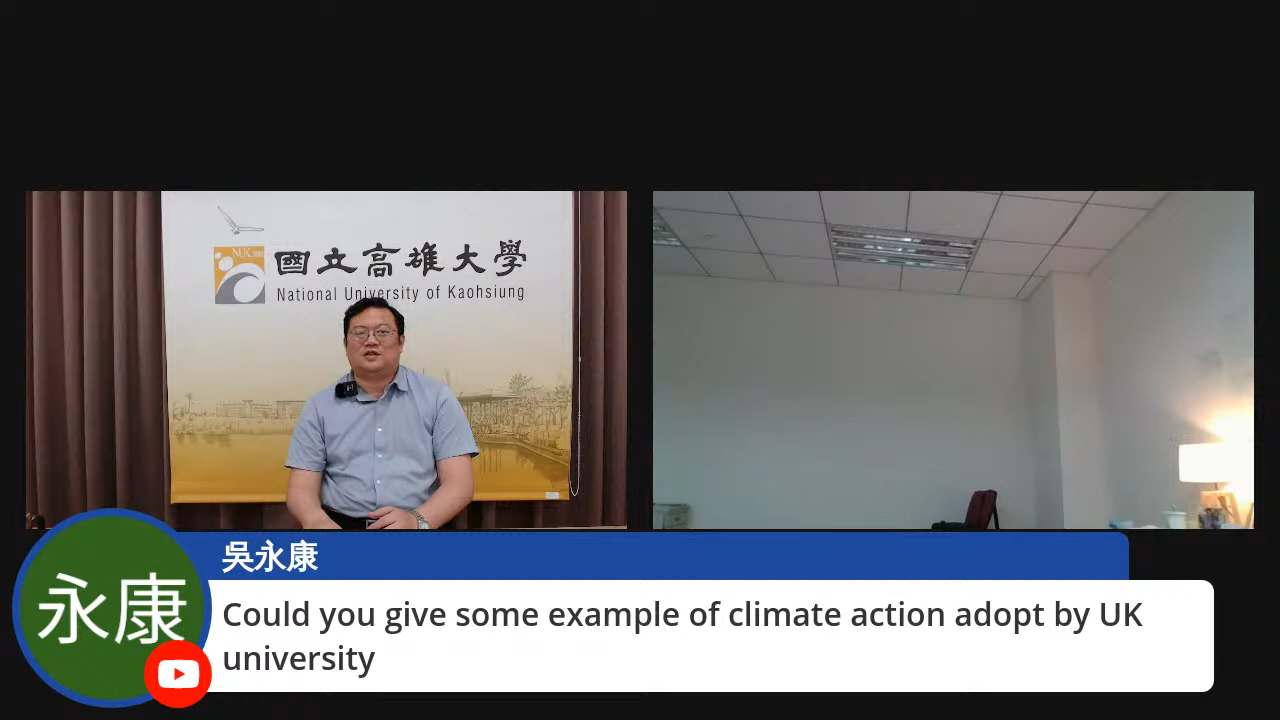 NUK2000
國立高雄大學
National University of Kaohsiung
永康
吳永康
Could you give some example of climate action adopt by UK
university